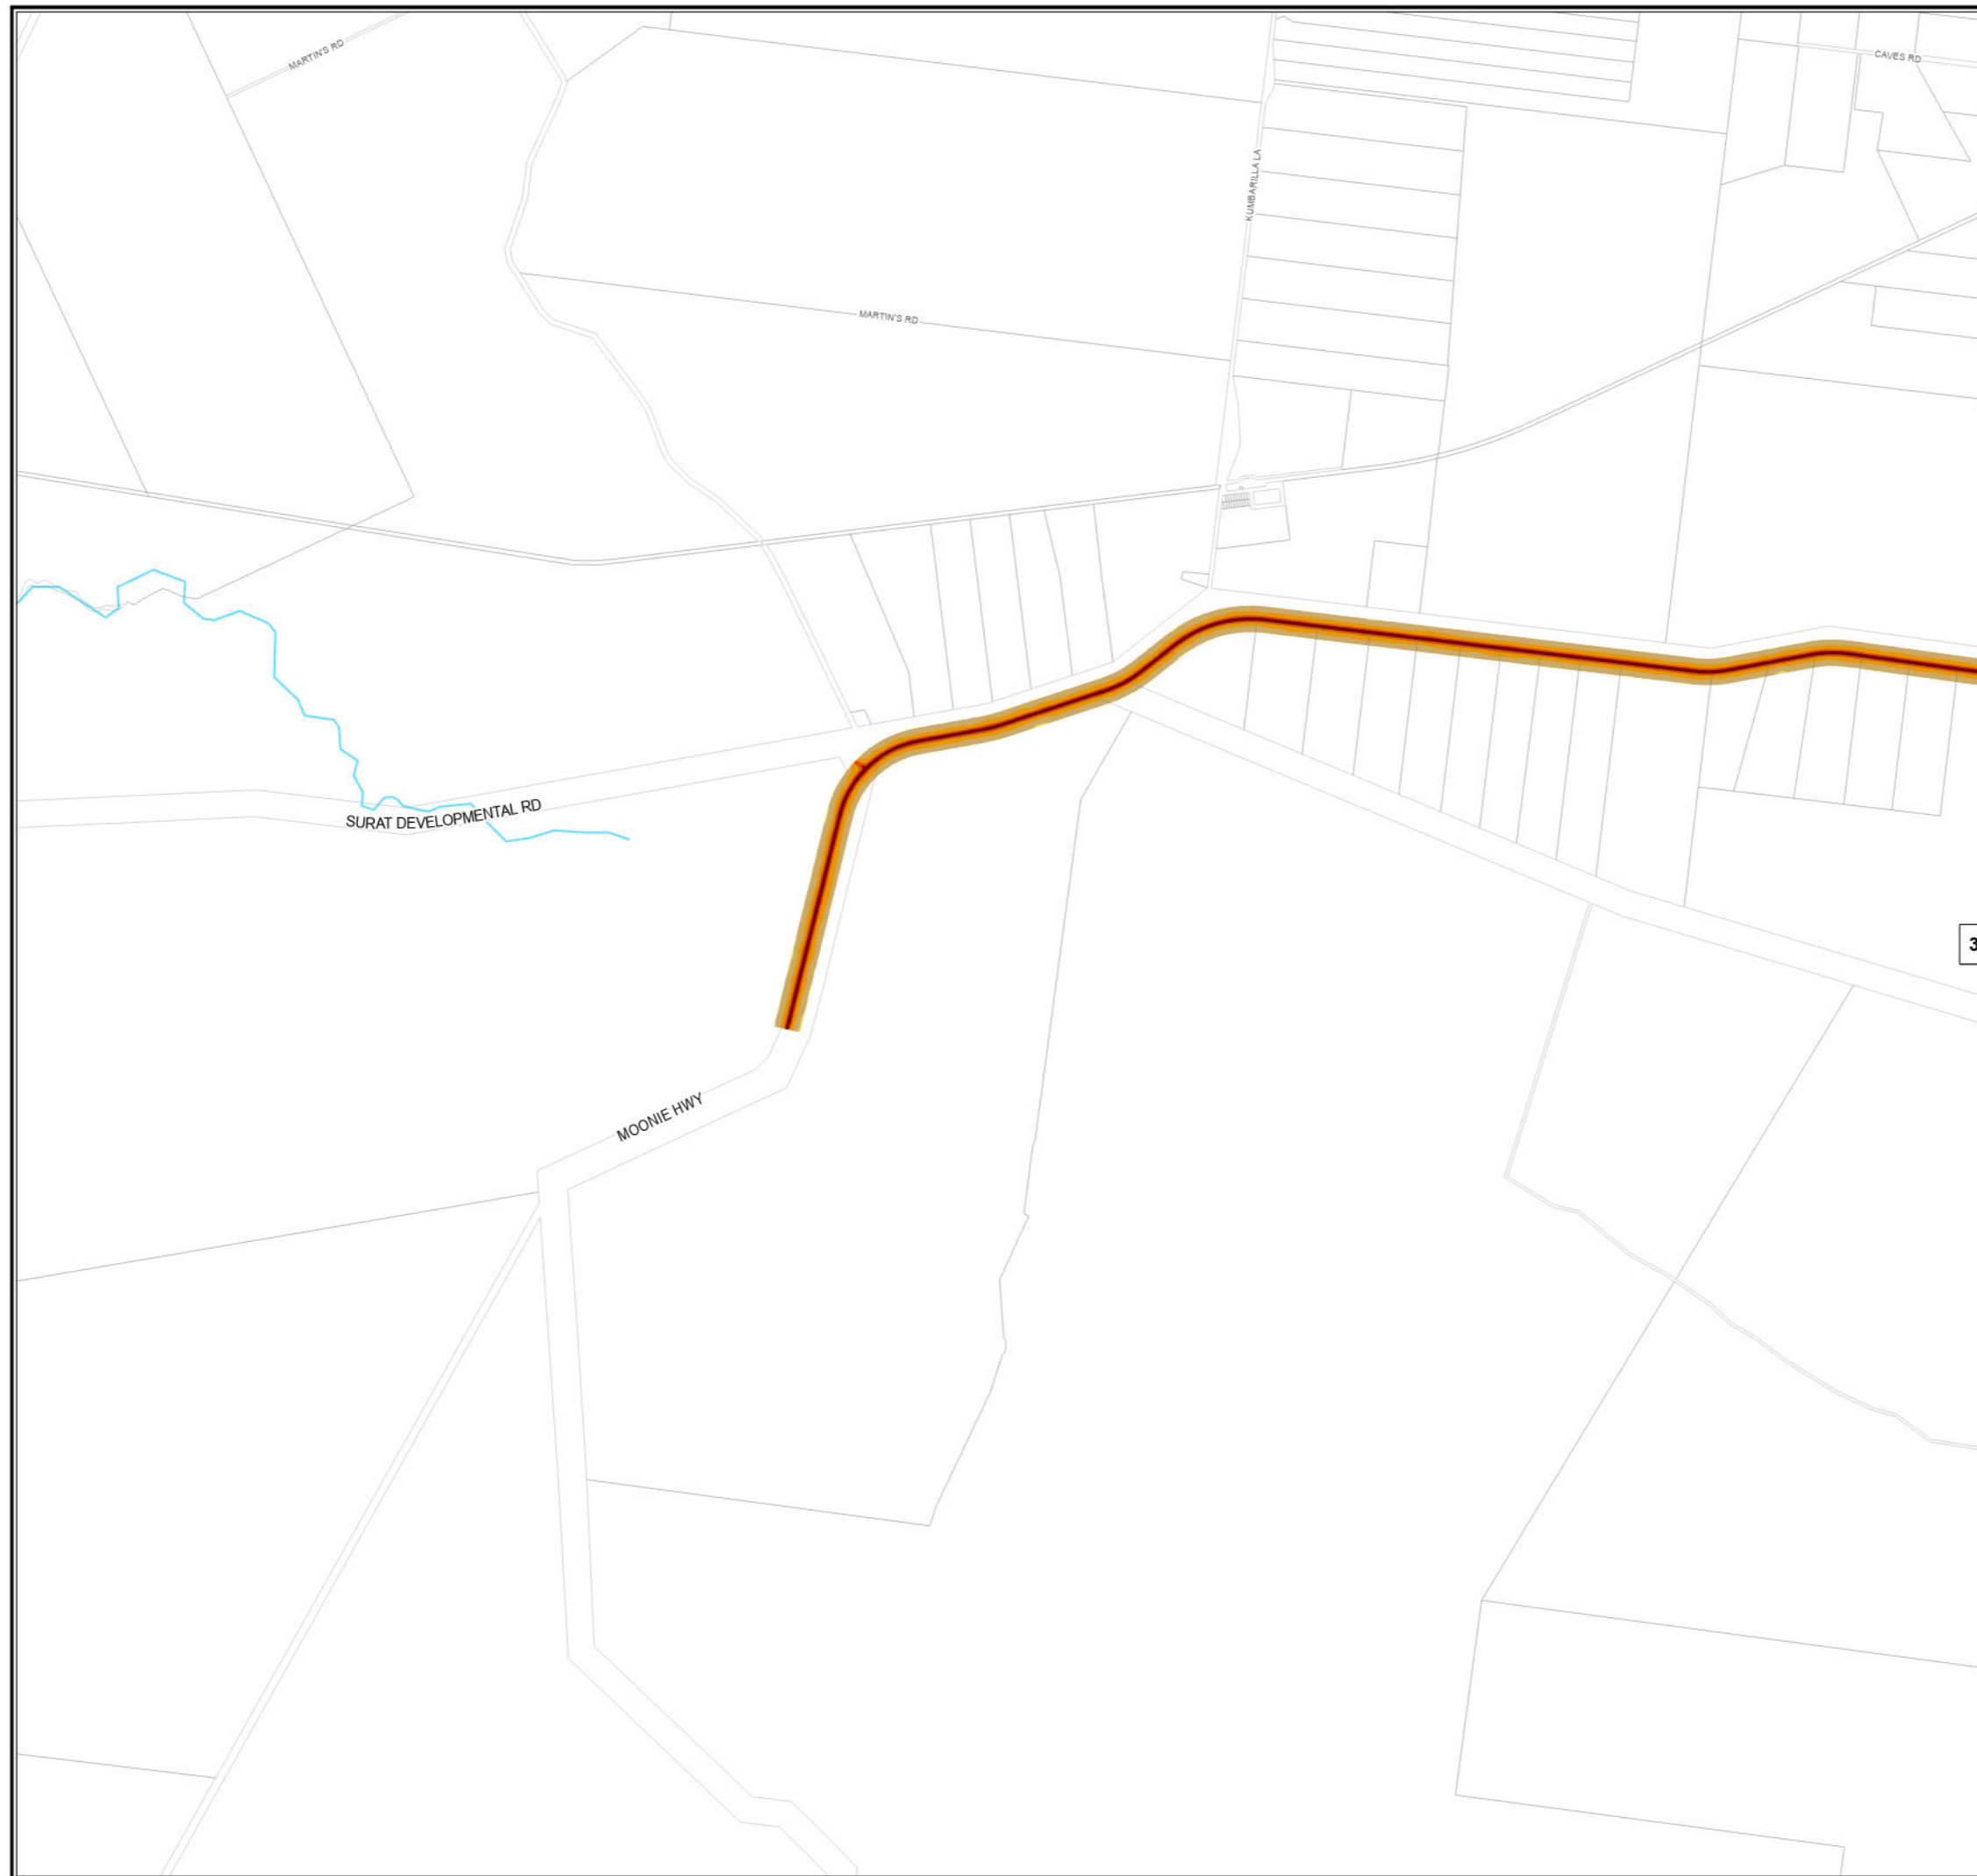 MARTIN'S RD
CAVES RD
KUMBARILLA LA
MARTIN'S RD
SURAT DEVELOPMENTAL RD
3
MOONIE HWY